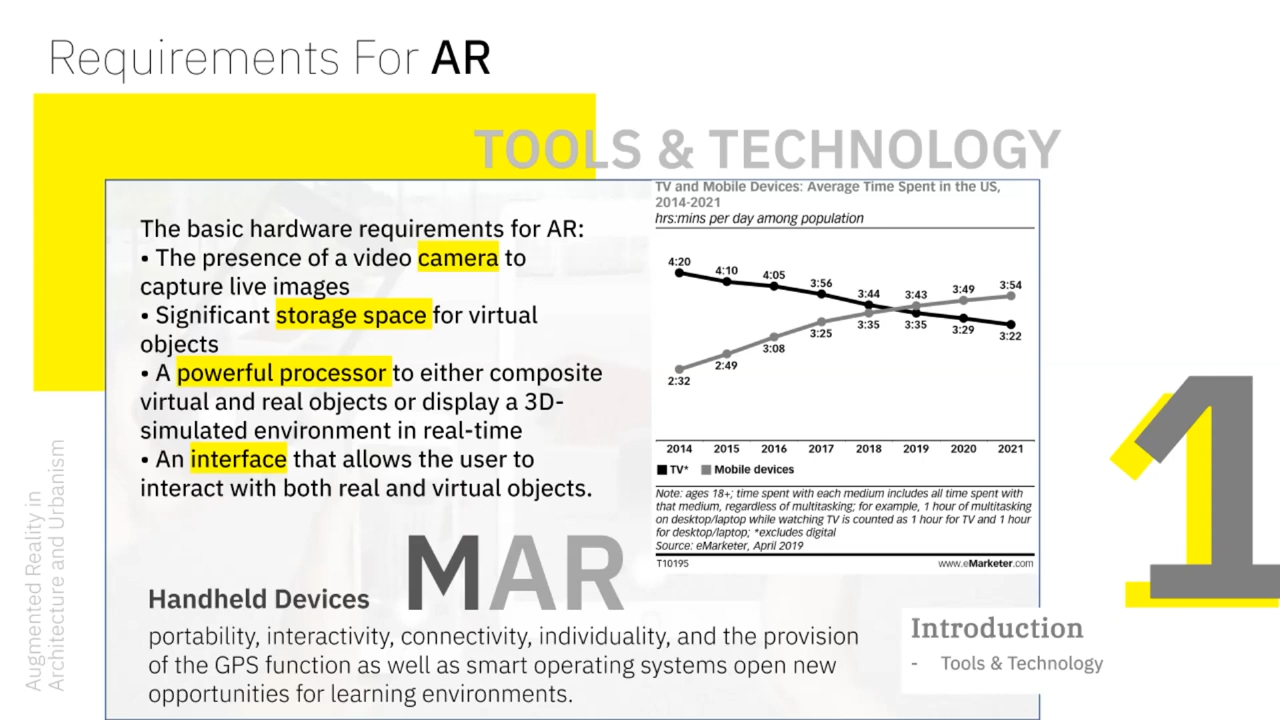 Requirements For AR
TOOLS & TECHNOLOGY
The basic hardware requirements for AR:
• The presence of a video camera to
capture live images
• Significant storage space for virtual
objects
• A powerful processor to either composite
virtual and real objects or display a 3D-
simulated environment in real-time
• An interface that allows the user to
interact with both real and virtual objects.
TV and Mobile Devices: Average Time Spent in the US,
2014-2021
hrs:mins per day among population
4:20 4:10 4:05 3:56 3:44 3:43 3:49 3:54
2:32 2:49 3:08 3:25 3:35 3:35 3:29 3:22
2014 2015 2016 2017 2018 2019 2020 2021
TV* Mobile devices
Note: ages 18+; time spent with each medium includes all time spent with
that medium, regardless of multitasking; for example, 1 hour of multitasking
on desktop/laptop while watching TV is counted as 1 hour for TV and 1 hour
for desktop/laptop; *excludes digital
Source: eMarketer, April 2019
T10195 www.eMarketer.com
MAR
Handheld Devices
portability, interactivity, connectivity, individuality, and the provision
of the GPS function as well as smart operating systems open new
opportunities for learning environments.
Introduction
- Tools & Technology
1
Augmented Reality in
Architecture and Urbanism